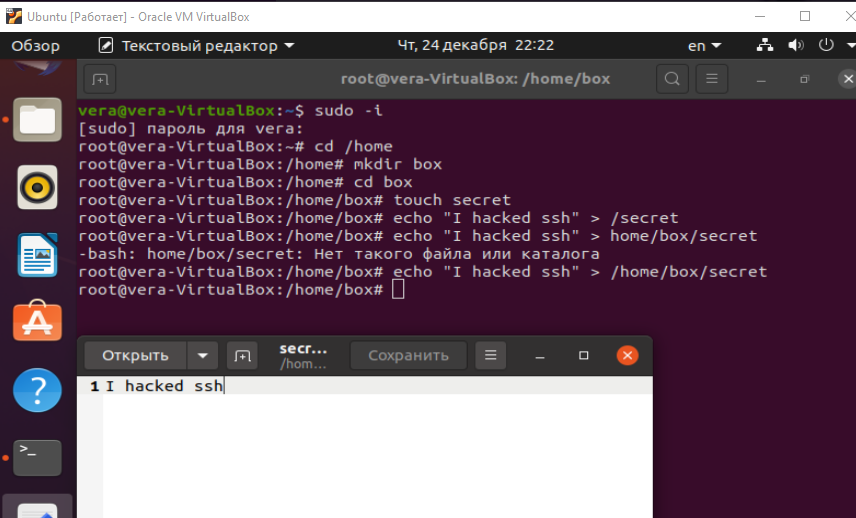 Ubuntu [Работает] - Oracle VM VirtualBox
Обзор Текстовый редактор Чт, 24 декабря 22:22 en
root@vera-VirtualBox: /home/box
vera@vera-VirtualBox:~$ sudo -i
[sudo] пароль для vera:
root@vera-VirtualBox:~# cd /home
root@vera-VirtualBox:/home# mkdir box
root@vera-VirtualBox:/home# cd box
root@vera-VirtualBox:/home/box# touch secret
root@vera-VirtualBox:/home/box# echo "I hacked ssh" > /secret
root@vera-VirtualBox:/home/box# echo "I hacked ssh" > home/box/secret
-bash: home/box/secret: Нет такого файла или каталога
root@vera-VirtualBox:/home/box# echo "I hacked ssh" > /home/box/secret
root@vera-VirtualBox:/home/box#
Открыть secr... Сохранить
/hom...
1 I hacked ssh